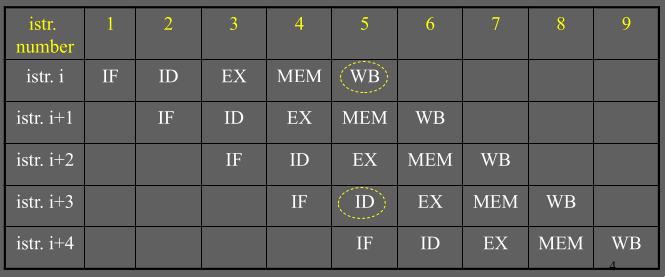 istr. number 1 2 3 4 5 6 7 8 9
istr. i IF ID EX MEM WB
istr. i+1 IF ID EX MEM WB
istr. i+2 IF ID EX MEM WB
istr. i+3 IF ID EX MEM WB
istr. i+4 IF ID EX MEM WB
4